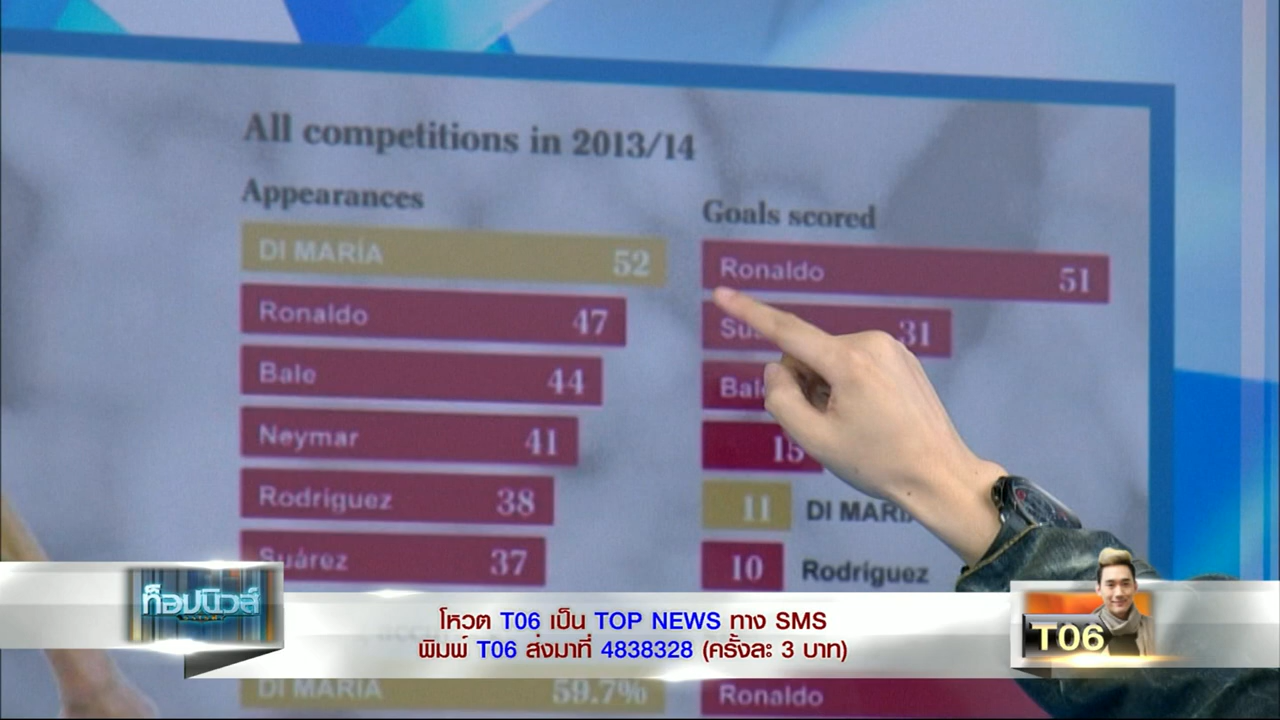 All competitions in 2013/14
Appearances
DI MARÍA 52
Ronaldo 47
Bale 44
Neymar 41
Rodriguez 38
Suárez 37
Goals scored
Ronaldo 51
31
15
11 DI MARÍA
10 Rodriguez
DI MARIA 59.7%
Ronaldo
ท็อปนิวส์
โหวต T06 เป็น TOP NEWS ทาง SMS
พิมพ์ T06 ส่งมาที่ 4838328 (ครั้งละ 3 บาท)
T06